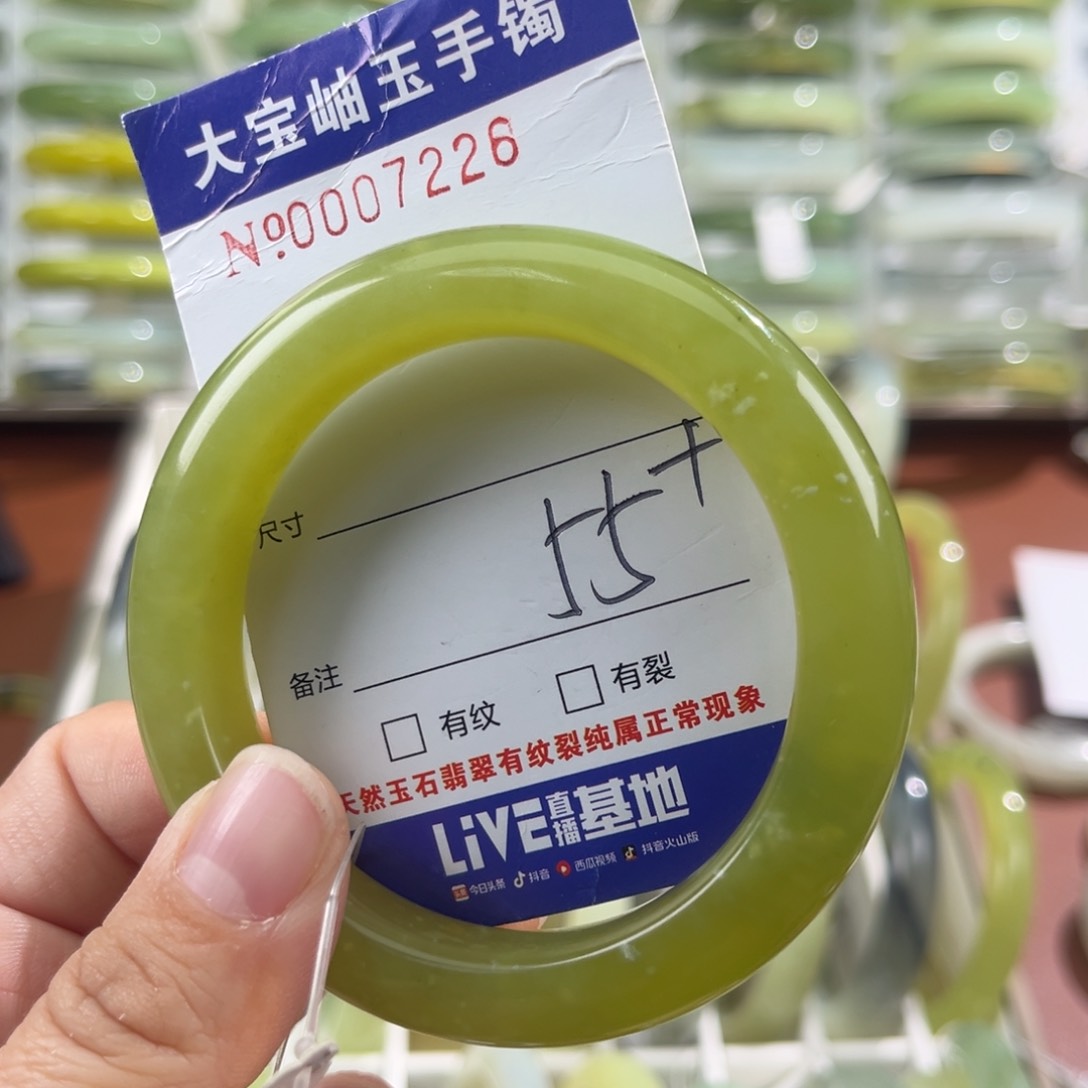 大宝岫玉手镯
No.0007226
尺寸 55+
备注
有纹 有裂
天然玉石翡翠有纹裂纯属正常现象
LiVE直播基地
今日头条 抖音 西瓜视频 抖音火山版